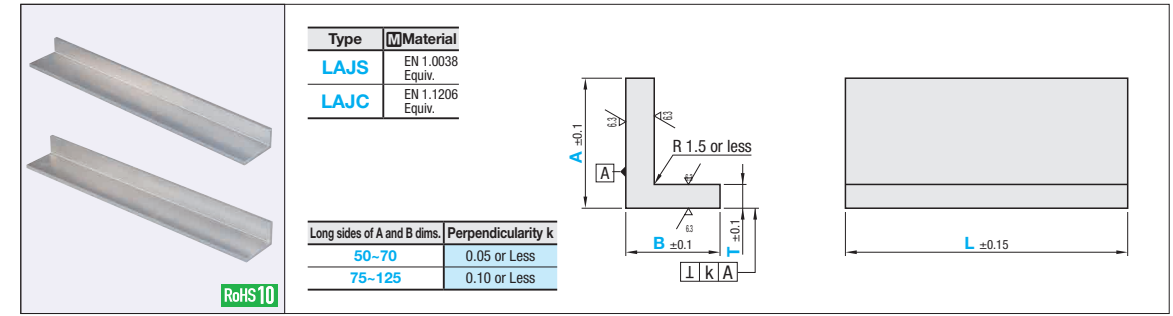 Type MMaterial
LAJS EN 1.0038 Equiv.
LAJC EN 1.1206 Equiv.
Long sides of A and B dims. Perpendicularity k
50~70 0.05 or Less
75~125 0.10 or Less
RoHS10
A ±0.1
6.3
6.3
R 1.5 or less
A
6.3
B ±0.1
T ±0.1
⊥ k A
L ±0.15